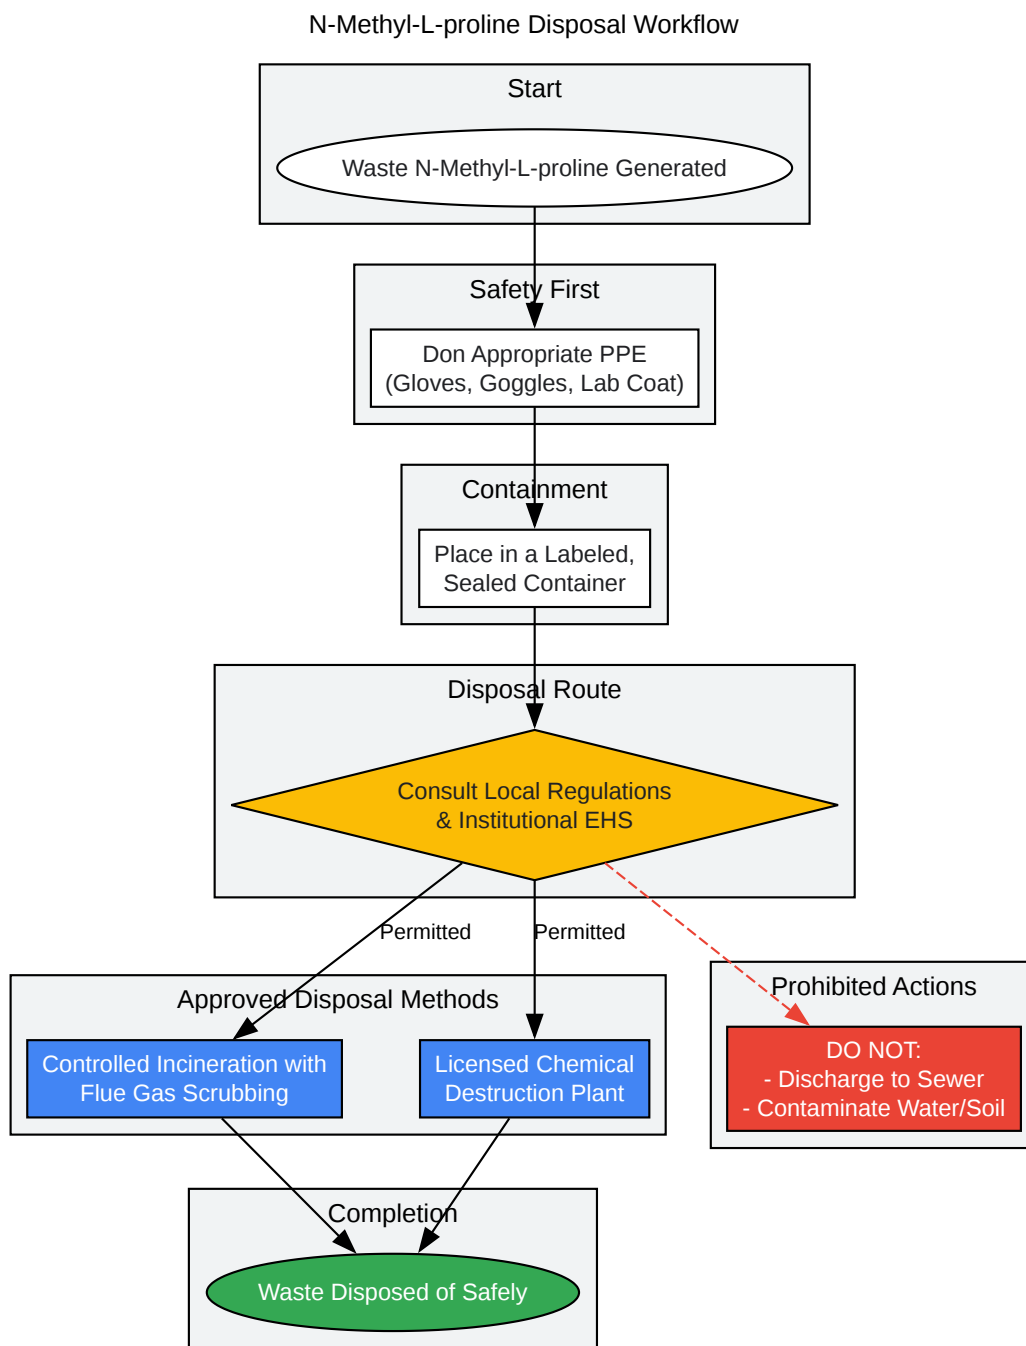 N-Methyl-L-proline Disposal Workflow
Start
Waste N-Methyl-L-proline Generated
Safety First
Don Appropriate PPE
(Gloves, Goggles, Lab Coat)
Containment
Place in a Labeled,
Sealed Container
Disposal Route
Consult Local Regulations
& Institutional EHS
Permitted
Permitted
Approved Disposal Methods
Controlled Incineration with
Flue Gas Scrubbing
Licensed Chemical
Destruction Plant
Prohibited Actions
DO NOT:
- Discharge to Sewer
- Contaminate Water/Soil
Completion
Waste Disposed of Safely